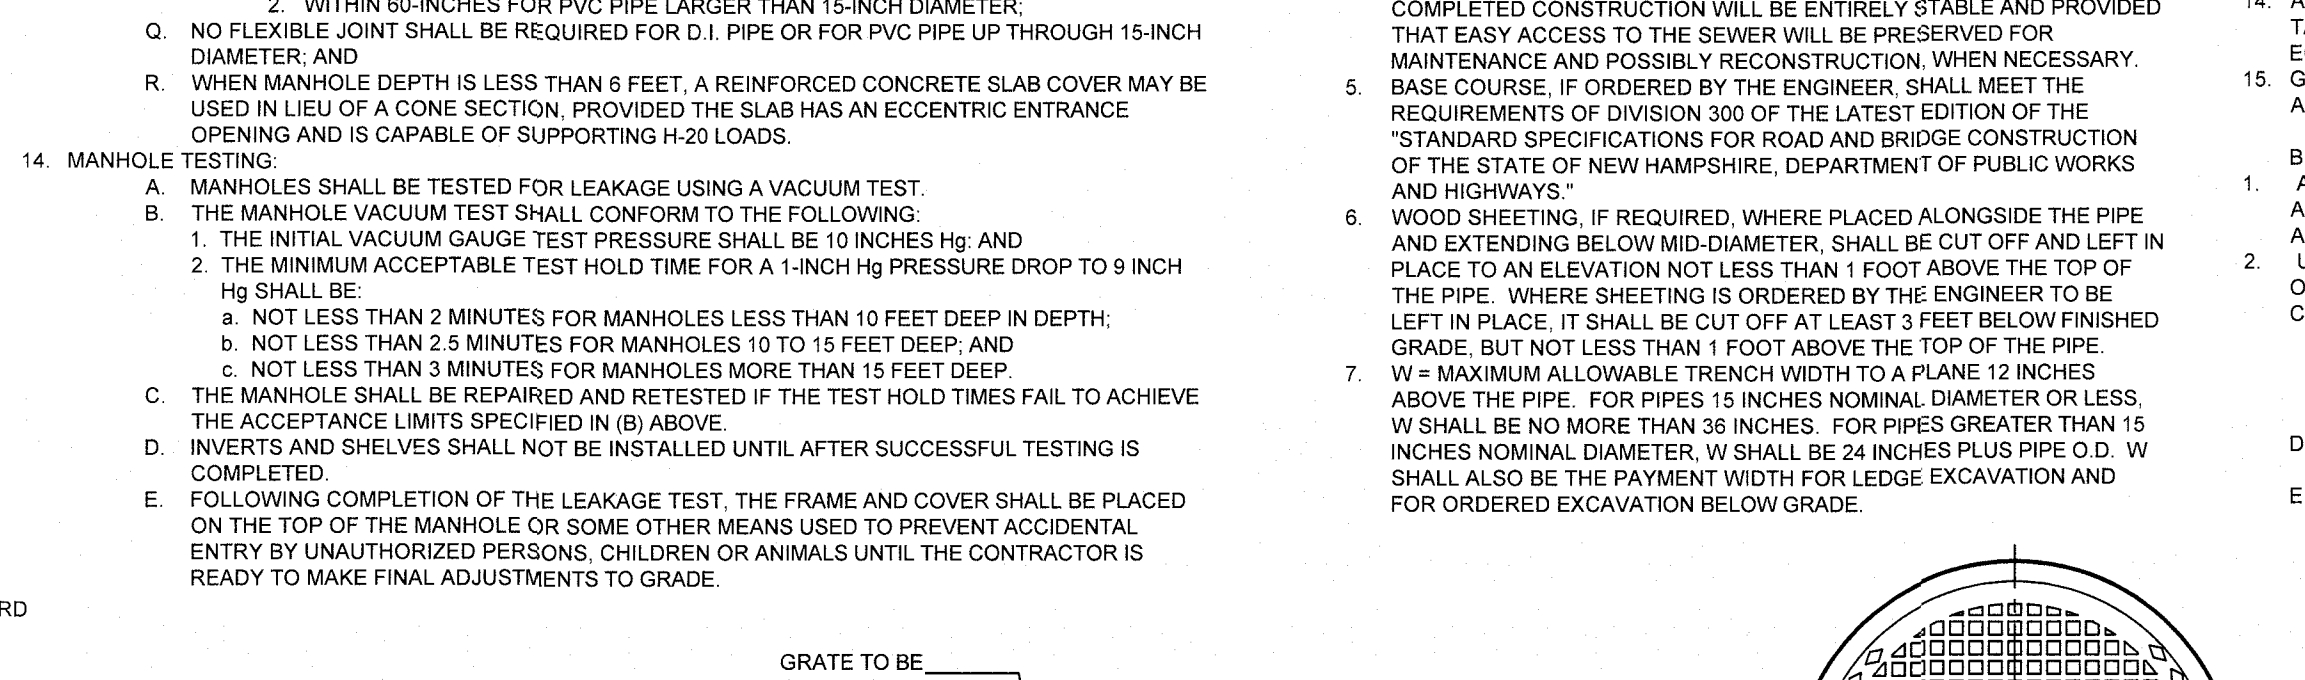 2. WITHIN 60-INCHES FOR PVC PIPE LARGER THAN 15-INCH DIAMETER;
Q. NO FLEXIBLE JOINT SHALL BE REQUIRED FOR D.I. PIPE OR FOR PVC PIPE UP THROUGH 15-INCH
DIAMETER; AND
R. WHEN MANHOLE DEPTH IS LESS THAN 6 FEET, A REINFORCED CONCRETE SLAB COVER MAY BE
USED IN LIEU OF A CONE SECTION, PROVIDED THE SLAB HAS AN ECCENTRIC ENTRANCE
OPENING AND IS CAPABLE OF SUPPORTING H-20 LOADS.
14. MANHOLE TESTING:
A. MANHOLES SHALL BE TESTED FOR LEAKAGE USING A VACUUM TEST.
B. THE MANHOLE VACUUM TEST SHALL CONFORM TO THE FOLLOWING:
1. THE INITIAL VACUUM GAUGE TEST PRESSURE SHALL BE 10 INCHES Hg: AND
2. THE MINIMUM ACCEPTABLE TEST HOLD TIME FOR A 1-INCH Hg PRESSURE DROP TO 9 INCH
Hg SHALL BE:
a. NOT LESS THAN 2 MINUTES FOR MANHOLES LESS THAN 10 FEET DEEP IN DEPTH;
b. NOT LESS THAN 2.5 MINUTES FOR MANHOLES 10 TO 15 FEET DEEP; AND
c. NOT LESS THAN 3 MINUTES FOR MANHOLES MORE THAN 15 FEET DEEP.
C. THE MANHOLE SHALL BE REPAIRED AND RETESTED IF THE TEST HOLD TIMES FAIL TO ACHIEVE
THE ACCEPTANCE LIMITS SPECIFIED IN (B) ABOVE.
D. INVERTS AND SHELVES SHALL NOT BE INSTALLED UNTIL AFTER SUCCESSFUL TESTING IS
COMPLETED.
E. FOLLOWING COMPLETION OF THE LEAKAGE TEST, THE FRAME AND COVER SHALL BE PLACED
ON THE TOP OF THE MANHOLE OR SOME OTHER MEANS USED TO PREVENT ACCIDENTAL
ENTRY BY UNAUTHORIZED PERSONS, CHILDREN OR ANIMALS UNTIL THE CONTRACTOR IS
READY TO MAKE FINAL ADJUSTMENTS TO GRADE.
RD
GRATE TO BE
COMPLETED CONSTRUCTION WILL BE ENTIRELY STABLE AND PROVIDED
THAT EASY ACCESS TO THE SEWER WILL BE PRESERVED FOR
MAINTENANCE AND POSSIBLY RECONSTRUCTION, WHEN NECESSARY.
5. BASE COURSE, IF ORDERED BY THE ENGINEER, SHALL MEET THE
REQUIREMENTS OF DIVISION 300 OF THE LATEST EDITION OF THE
"STANDARD SPECIFICATIONS FOR ROAD AND BRIDGE CONSTRUCTION
OF THE STATE OF NEW HAMPSHIRE, DEPARTMENT OF PUBLIC WORKS
AND HIGHWAYS."
6. WOOD SHEETING, IF REQUIRED, WHERE PLACED ALONGSIDE THE PIPE
AND EXTENDING BELOW MID-DIAMETER, SHALL BE CUT OFF AND LEFT IN
PLACE TO AN ELEVATION NOT LESS THAN 1 FOOT ABOVE THE TOP OF
THE PIPE. WHERE SHEETING IS ORDERED BY THE ENGINEER TO BE
LEFT IN PLACE, IT SHALL BE CUT OFF AT LEAST 3 FEET BELOW FINISHED
GRADE, BUT NOT LESS THAN 1 FOOT ABOVE THE TOP OF THE PIPE.
7. W = MAXIMUM ALLOWABLE TRENCH WIDTH TO A PLANE 12 INCHES
ABOVE THE PIPE. FOR PIPES 15 INCHES NOMINAL DIAMETER OR LESS,
W SHALL BE NO MORE THAN 36 INCHES. FOR PIPES GREATER THAN 15
INCHES NOMINAL DIAMETER, W SHALL BE 24 INCHES PLUS PIPE O.D. W
SHALL ALSO BE THE PAYMENT WIDTH FOR LEDGE EXCAVATION AND
FOR ORDERED EXCAVATION BELOW GRADE.
14. A
T
E
15. G
A
B
1. A
A
A
2. U
O
C
D
E